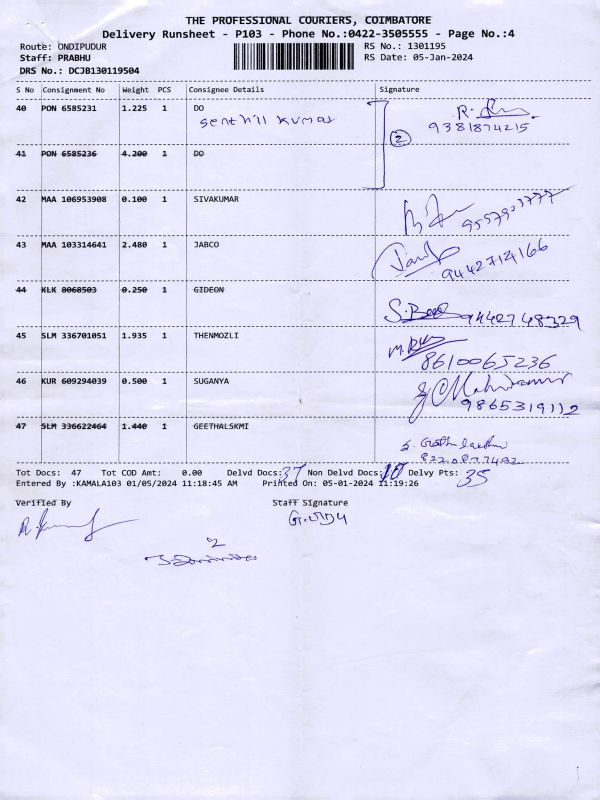 THE PROFESSIONAL COURIERS, COIMBATORE
Delivery Runsheet - P103 - Phone No.:0422-3505555 - Page No.:4
Route: ONDIPUDUR
Staff: PRABHU
DRS No.: DCJB130119504
RS No.: 1301195
RS Date: 05-Jan-2024
S No Consignment No Weight PCS Consignee Details Signature
40 PON 6585231 1.225 1 DO
Senthill Kumar
R.
9381874215
2
41 PON 6585236 4.200 1 DO
42 MAA 106953908 0.100 1 SIVAKUMAR
43 MAA 103314641 2.480 1 JABCO
9442714166
44 KLK 8060503 0.250 1 GIDEON
9442748329
45 SLM 336701051 1.935 1 THENMOZLI
8610065236
46 KUR 609294039 0.500 1 SUGANYA
9865319112
47 SLM 336622464 1.440 1 GEETHALSKMI
Tot Docs: 47 Tot COD Amt: 0.00 Delvd Docs: 37 Non Delvd Docs: 10 Delvy Pts: 35
Entered By :KAMALA103 01/05/2024 11:18:45 AM Printed On: 05-01-2024 11:19:26
Verified By
Staff Signature